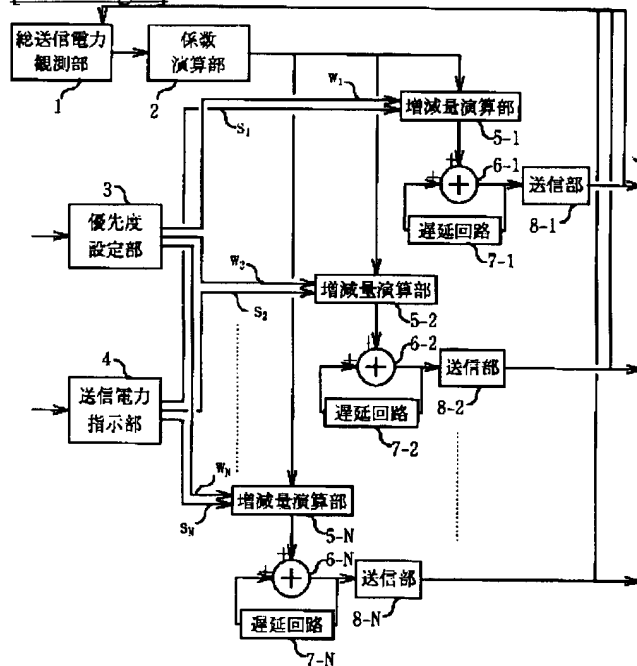 総送信電力
観測部
1
係数
演算部
2
W₁
S₁
増減量演算部
5-1
+
+
6-1
+
送信部
8-1
遅延回路
7-1
3
優先度
設定部
W₂
S₂
増減量演算部
5-2
+
+
6-2
+
送信部
8-2
遅延回路
7-2
4
送信電力
指示部
W_N
S_N
増減量演算部
5-N
+
+
6-N
+
送信部
8-N
遅延回路
7-N